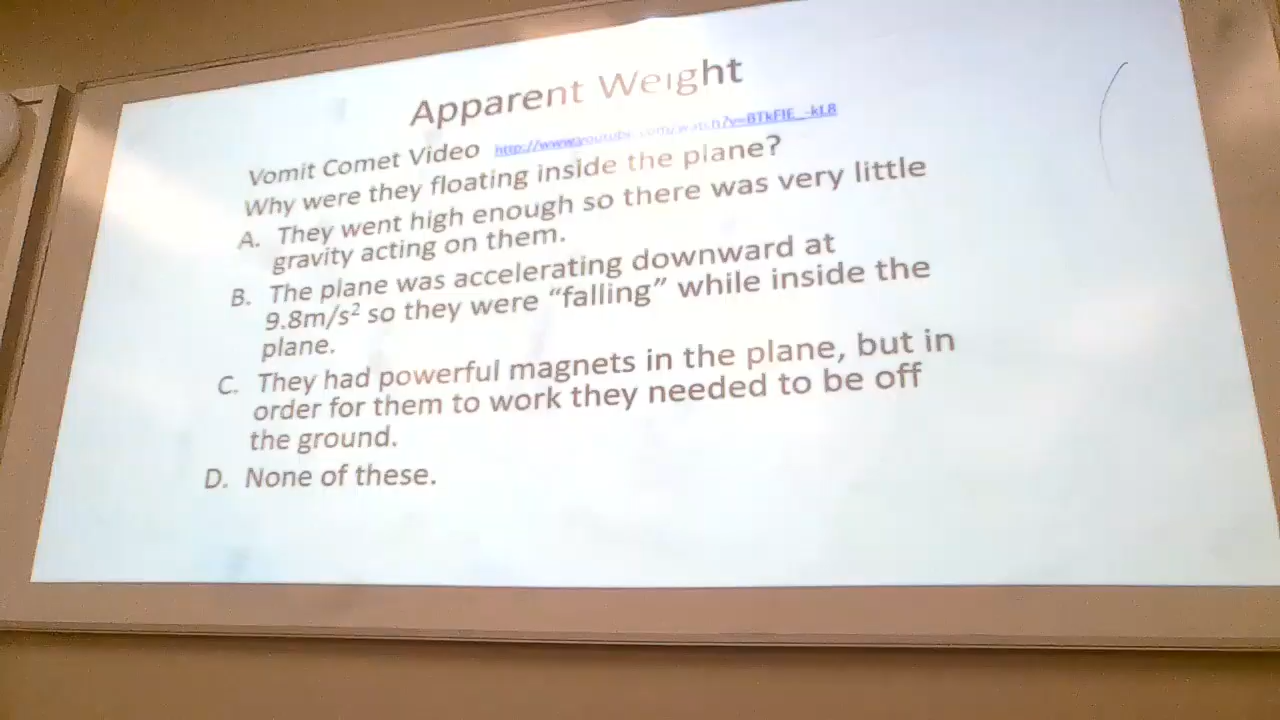 Apparent Weight
Vomit Comet Video http://www.youtube.com/watch?v=BTkFIE_-kL8
Why were they floating inside the plane?
A. They went high enough so there was very little
gravity acting on them.
B. The plane was accelerating downward at
9.8m/s² so they were “falling” while inside the
plane.
C. They had powerful magnets in the plane, but in
order for them to work they needed to be off
the ground.
D. None of these.